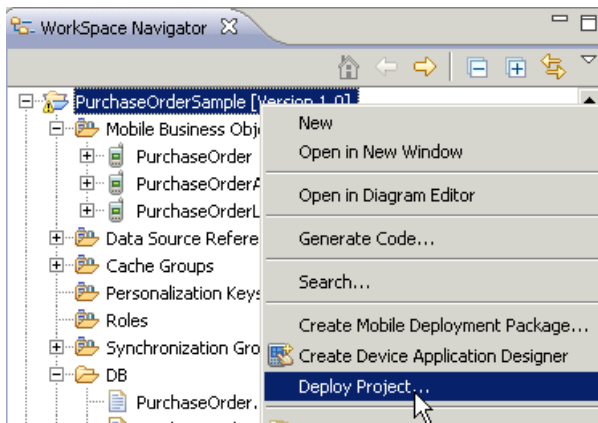 WorkSpace Navigator
PurchaseOrderSample [Version 1.0]
New
Mobile Business Obj
Open in New Window
PurchaseOrder
PurchaseOrderA
Open in Diagram Editor
PurchaseOrderL
Data Source Refere
Generate Code...
Cache Groups
Search...
Personalization Keys
Roles
Create Mobile Deployment Package...
Synchronization Gro
Create Device Application Designer
DB
Deploy Project...
PurchaseOrder.